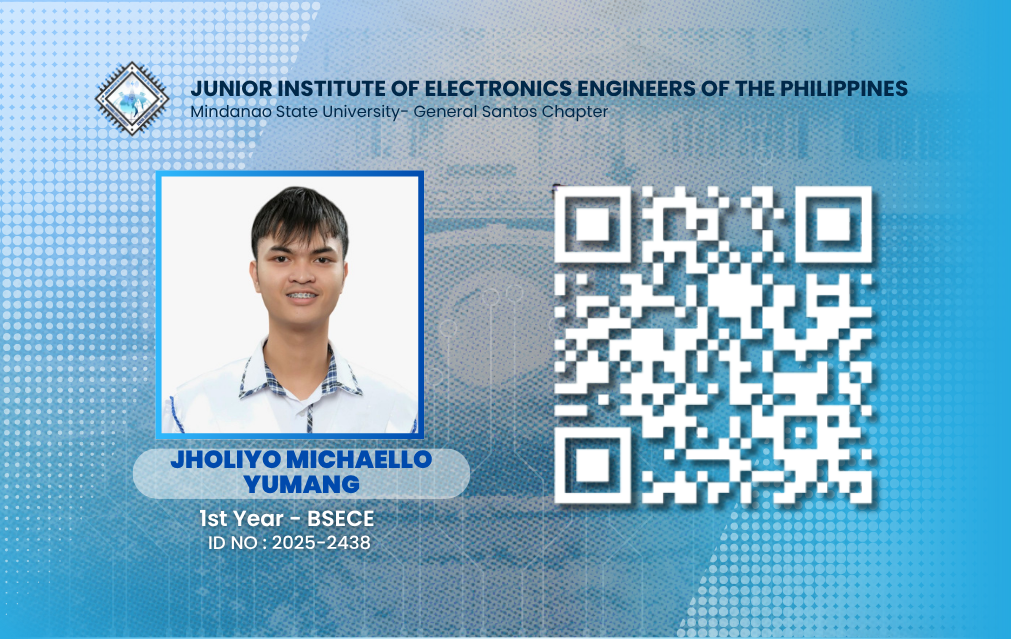 JUNIOR INSTITUTE OF ELECTRONICS ENGINEERS OF THE PHILIPPINES
Mindanao State University- General Santos Chapter
JHOLIYO MICHAELLO
YUMANG
1st Year - BSECE
ID NO : 2025-2438